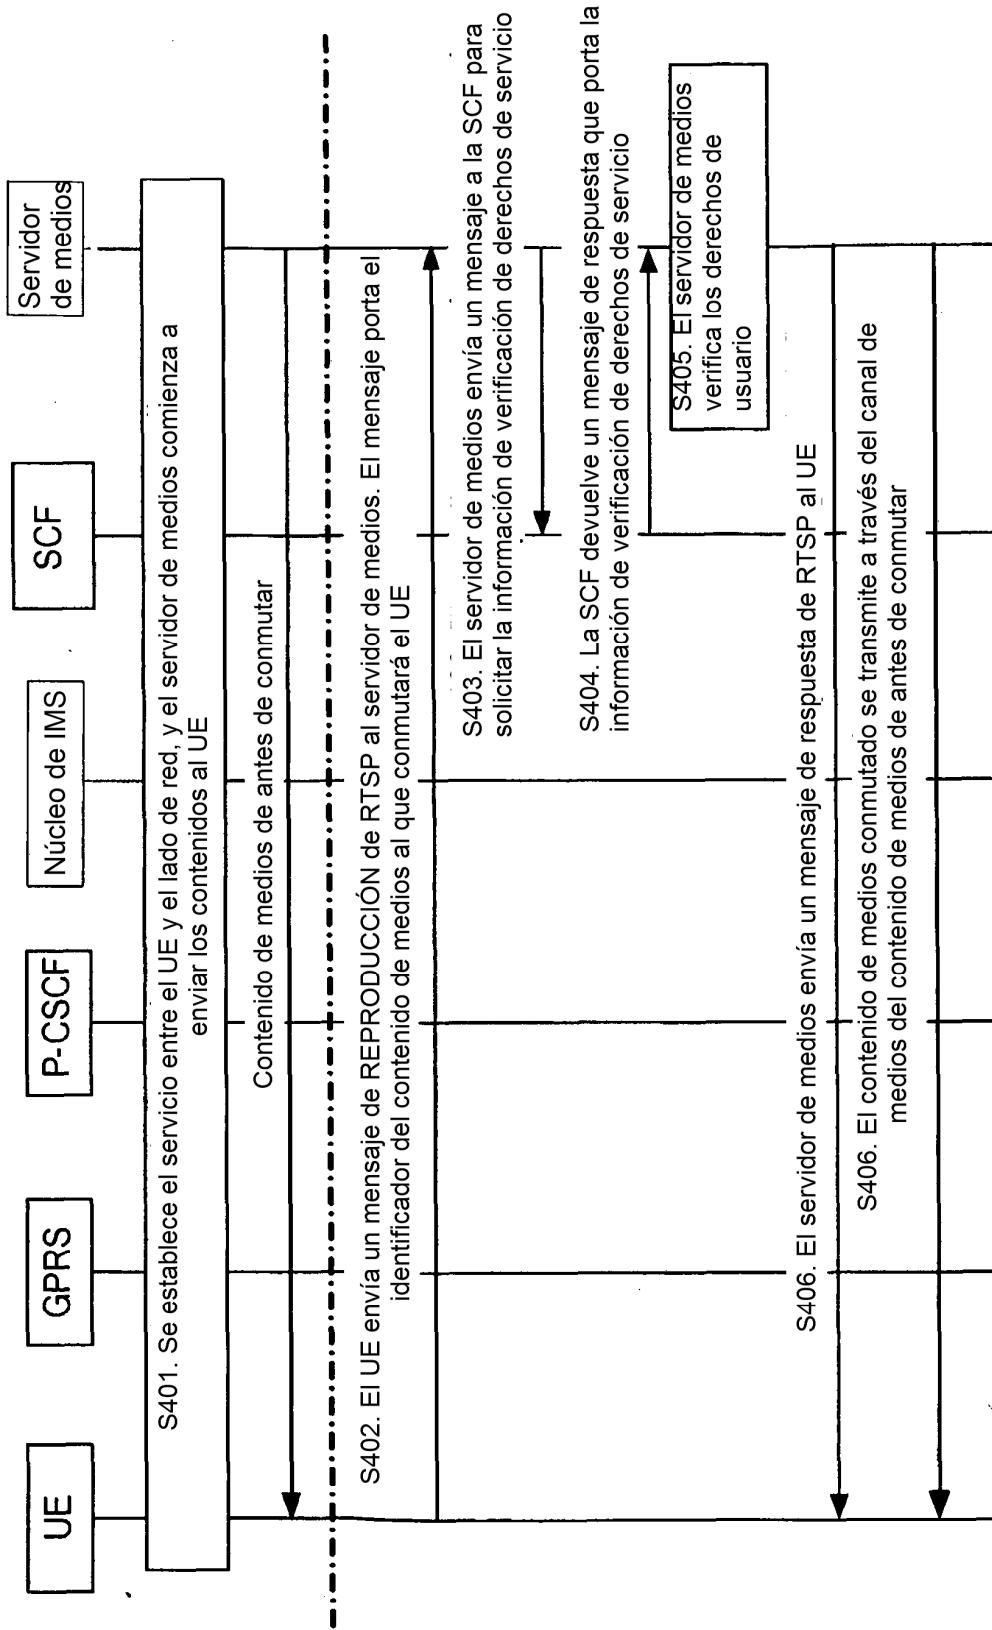 UE
GPRS
P-CSCF
Núcleo de IMS
SCF
Servidor
de medios
S401. Se establece el servicio entre el UE y el lado de red, y el servidor de medios comienza a
enviar los contenidos al UE
Contenido de medios de antes de conmutar
S402. El UE envía un mensaje de REPRODUCCIÓN de RTSP al servidor de medios. El mensaje porta el
identificador del contenido de medios al que conmutará el UE
S403. El servidor de medios envía un mensaje a la SCF para
solicitar la información de verificación de derechos de servicio
S404. La SCF devuelve un mensaje de respuesta que porta la
información de verificación de derechos de servicio
S405. El servidor de medios
verifica los derechos de
usuario
S406. El servidor de medios envía un mensaje de respuesta de RTSP al UE
S406. El contenido de medios conmutado se transmite a través del canal de
medios del contenido de medios de antes de conmutar